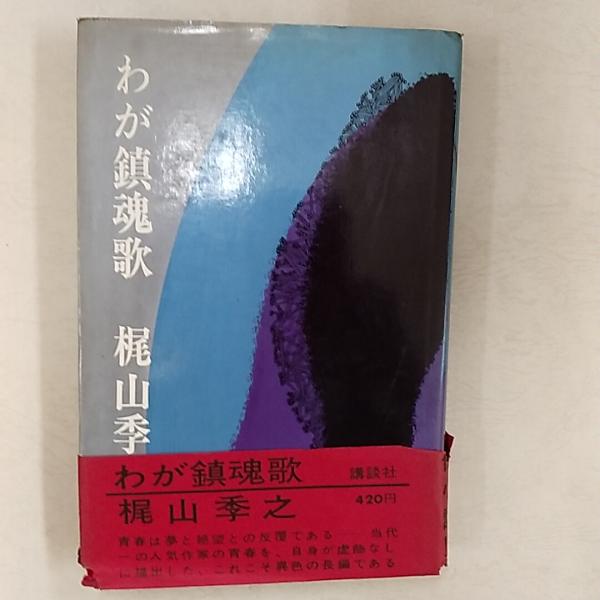 わが鎮魂歌 梶山季
わが鎮魂歌
講談社
梶山季之
420円
青春は夢と絶望との反覆である 当代
一の人気作家の青春を、自身が虚飾なし
に描出した、これこそ異色の長編である